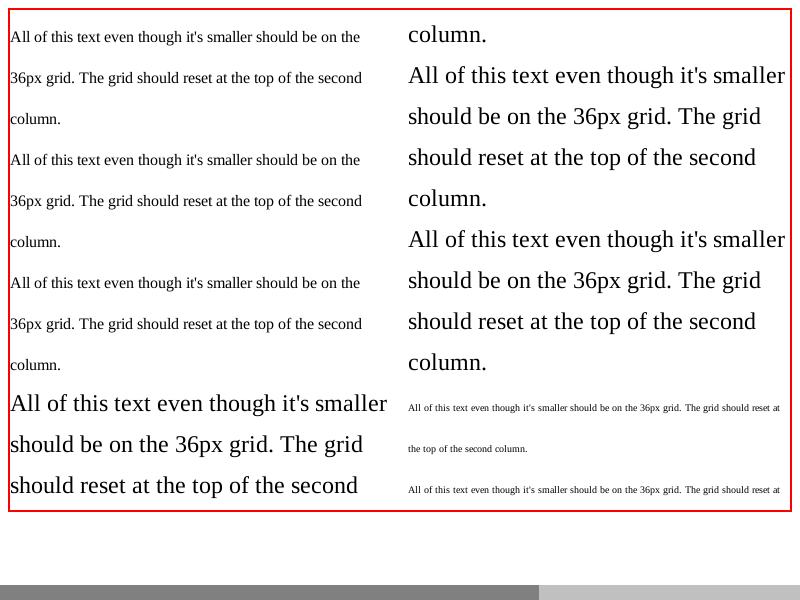 All of this text even though it's smaller should be on the
36px grid. The grid should reset at the top of the second
column.
All of this text even though it's smaller should be on the
36px grid. The grid should reset at the top of the second
column.
All of this text even though it's smaller should be on the
36px grid. The grid should reset at the top of the second
column.
All of this text even though it's smaller
should be on the 36px grid. The grid
should reset at the top of the second
column.
All of this text even though it's smaller
should be on the 36px grid. The grid
should reset at the top of the second
column.
All of this text even though it's smaller
should be on the 36px grid. The grid
should reset at the top of the second
column.
All of this text even though it's smaller should be on the 36px grid. The grid should reset at
the top of the second column.
All of this text even though it's smaller should be on the 36px grid. The grid should reset at